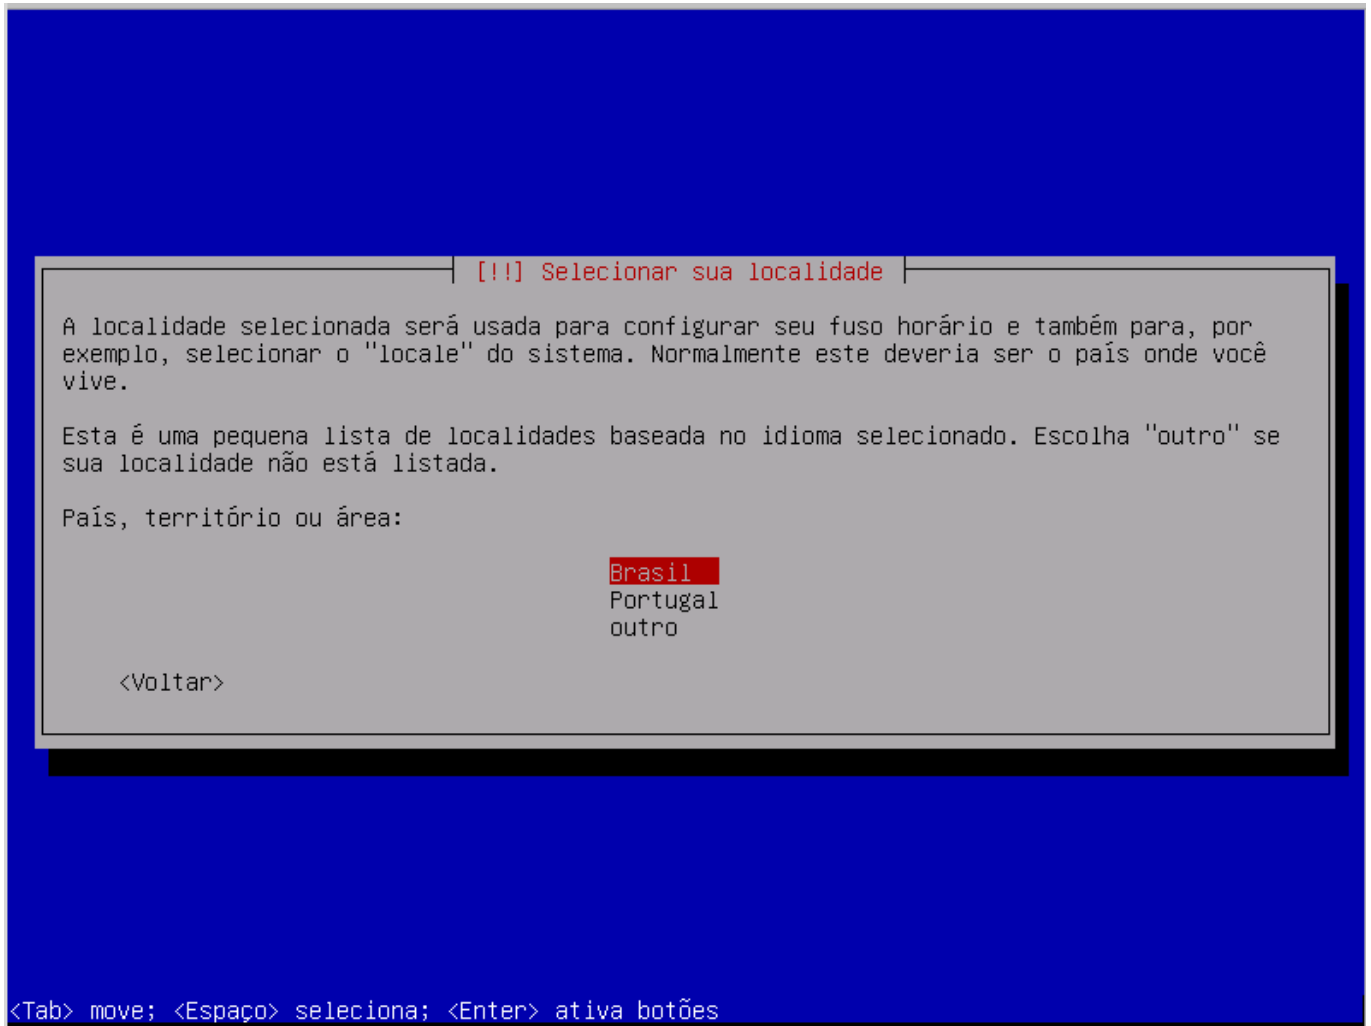 [!!] Selecionar sua localidade
A localidade selecionada será usada para configurar seu fuso horário e também para, por
exemplo, selecionar o "locale" do sistema. Normalmente este deveria ser o país onde você
vive.
Esta é uma pequena lista de localidades baseada no idioma selecionado. Escolha "outro" se
sua localidade não está listada.
País, território ou área:
Brasil
Portugal
outro
<Voltar>
<Tab> move; <Espaço> seleciona; <Enter> ativa botões